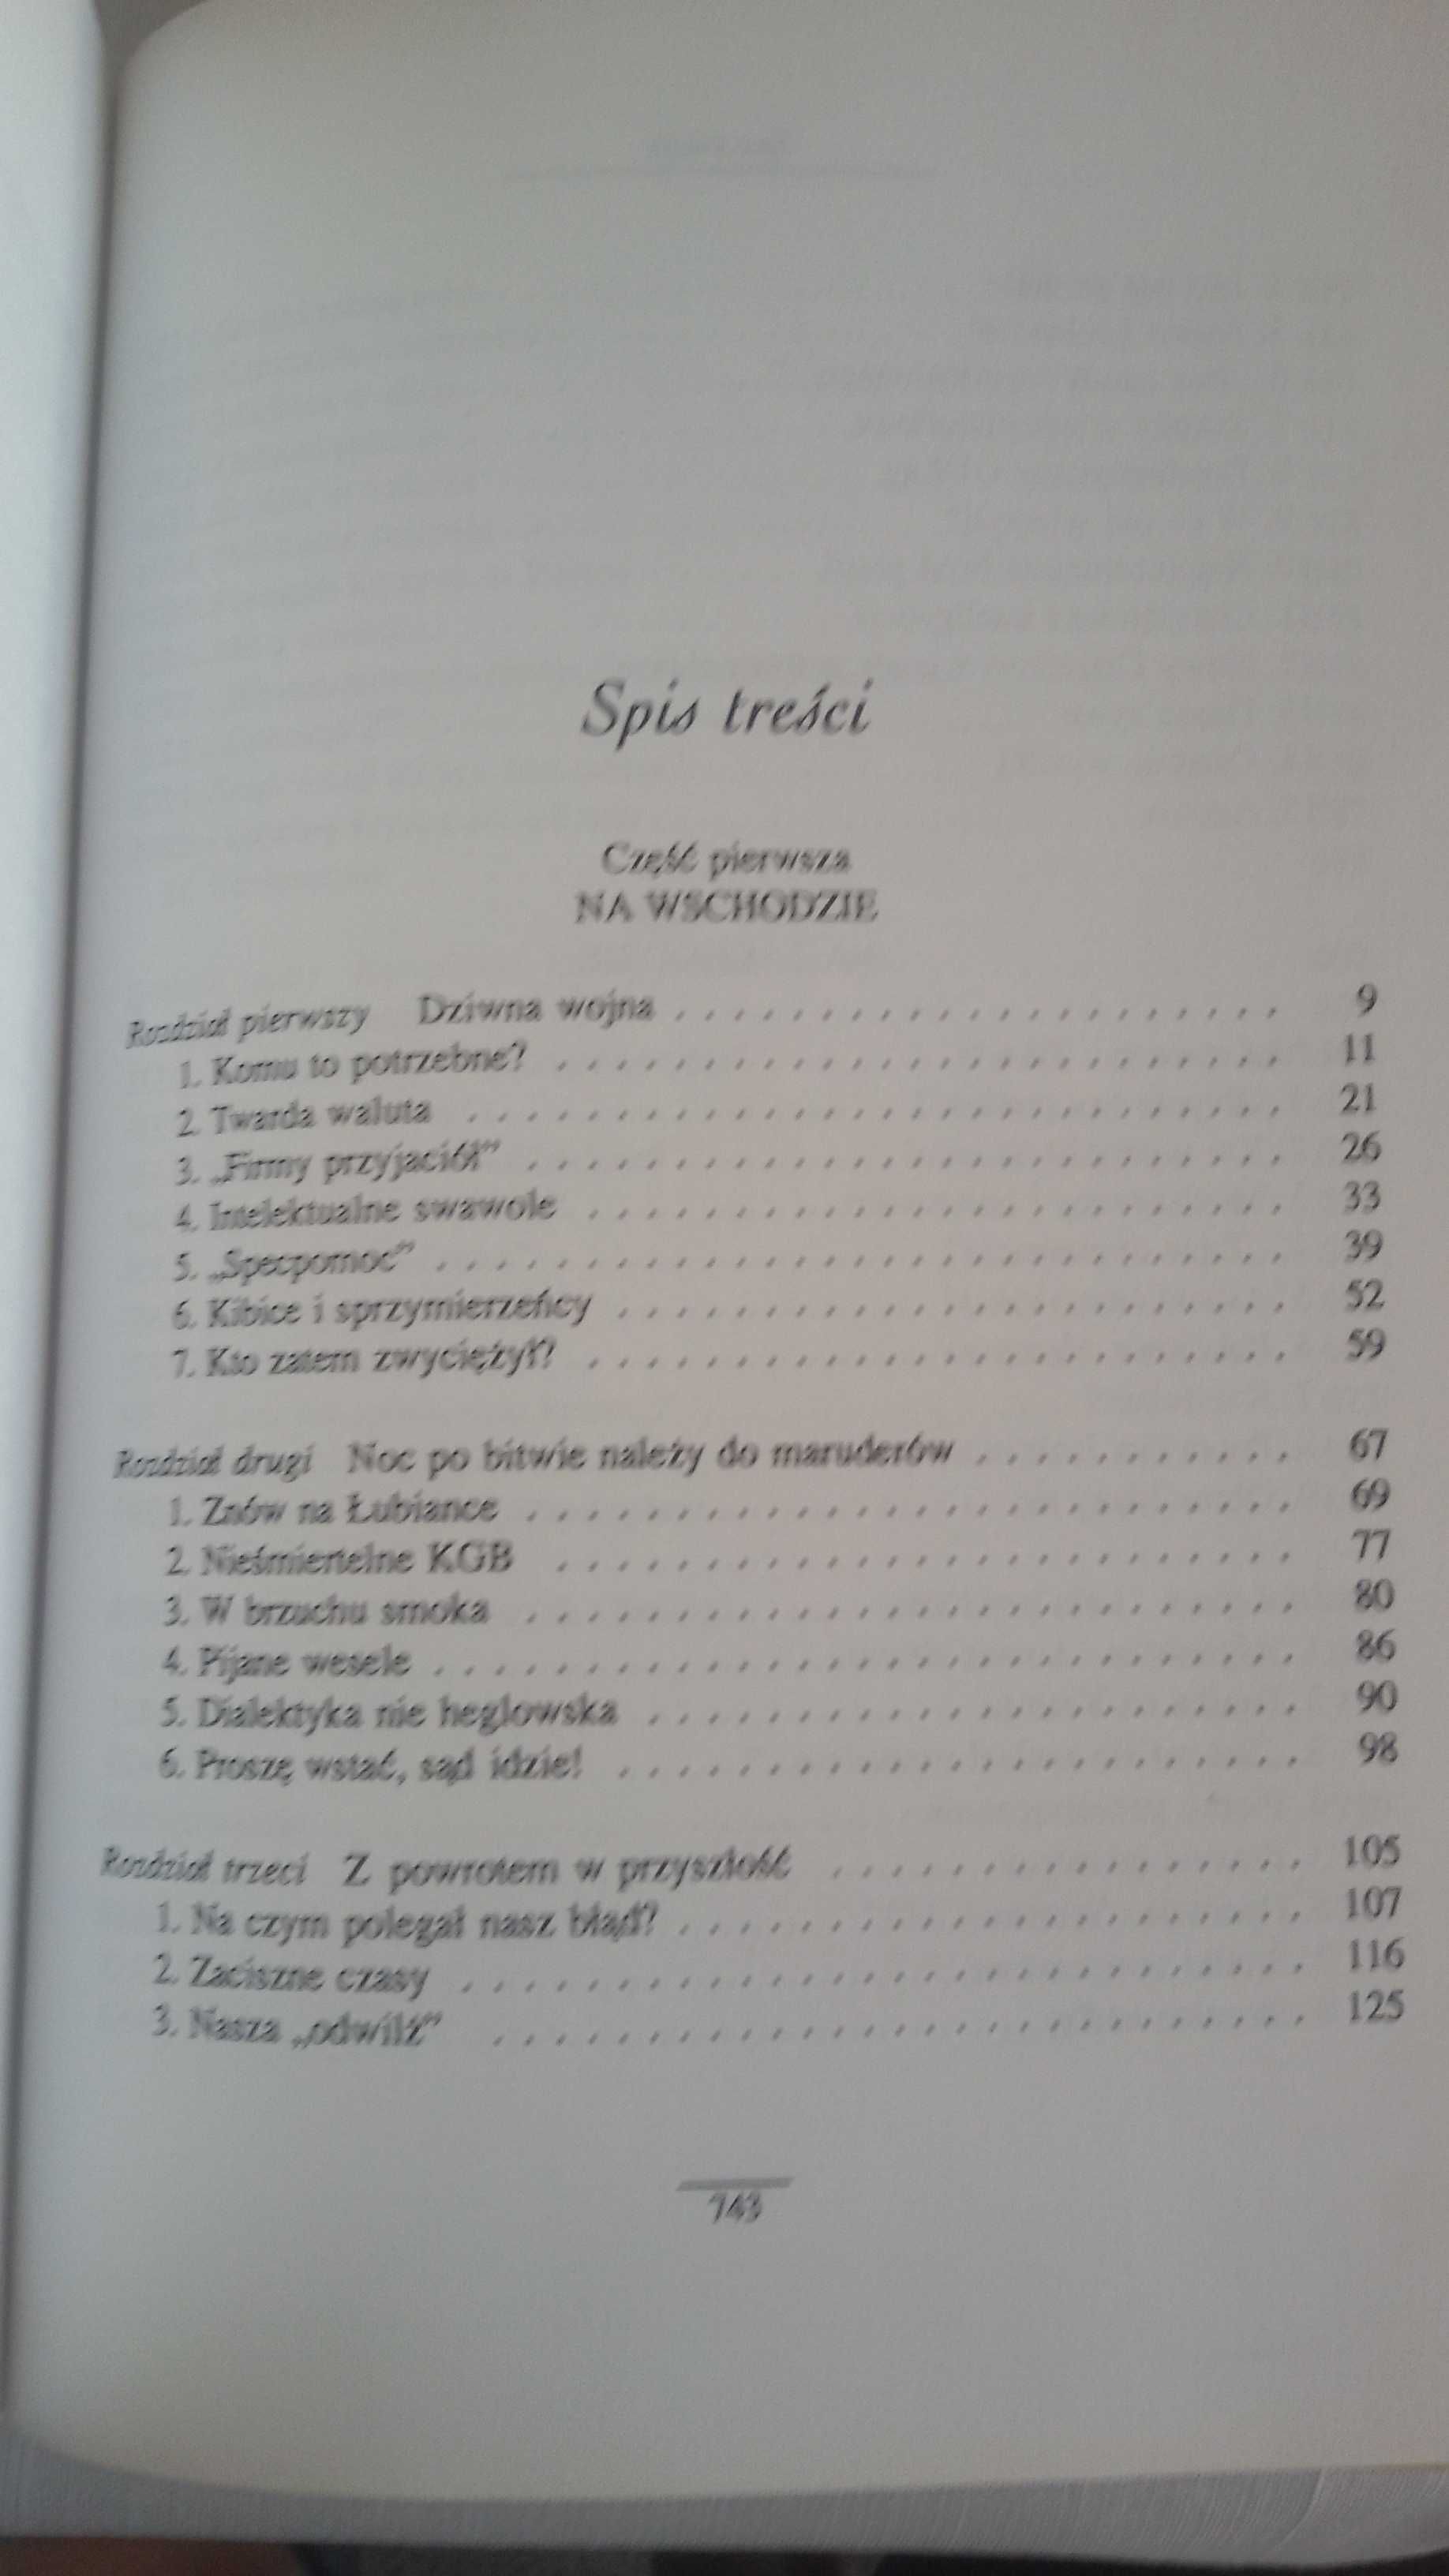 Spis treści
Część pierwsza
NA WSCHODZIE
Rozdział pierwszy Dziwna wojna . . . . . . . . . . . . . . . . . . . . . 9
1. Komu to potrzebne? . . . . . . . . . . . . . . . . . . . . . . . . . 11
2. Twarda waluta . . . . . . . . . . . . . . . . . . . . . . . . . . . . 21
3. „Firmy przyjaciół” . . . . . . . . . . . . . . . . . . . . . . . . . . 26
4. Intelektualne swawole . . . . . . . . . . . . . . . . . . . . . . . . 33
5. „Specpomoc” . . . . . . . . . . . . . . . . . . . . . . . . . . . . . 39
6. Kibice i sprzymierzeńcy . . . . . . . . . . . . . . . . . . . . . . . 52
7. Kto zatem zwyciężył? . . . . . . . . . . . . . . . . . . . . . . . . 59
Rozdział drugi Noc po bitwie należy do maruderów . . . . . . . . . . . 67
1. Znów na Łubiance . . . . . . . . . . . . . . . . . . . . . . . . . . 69
2. Nieśmiertelne KGB . . . . . . . . . . . . . . . . . . . . . . . . . 77
3. W brzuchu smoka . . . . . . . . . . . . . . . . . . . . . . . . . . 80
4. Pijane wesele . . . . . . . . . . . . . . . . . . . . . . . . . . . . . 86
5. Dialektyka nie heglowska . . . . . . . . . . . . . . . . . . . . . . 90
6. Proszę wstać, sąd idzie! . . . . . . . . . . . . . . . . . . . . . . . 98
Rozdział trzeci Z powrotem w przyszłość . . . . . . . . . . . . . . . . 105
1. Na czym polegał nasz błąd? . . . . . . . . . . . . . . . . . . . . . 107
2. Zaciszne czasy . . . . . . . . . . . . . . . . . . . . . . . . . . . . 116
3. Nasza „odwilż” . . . . . . . . . . . . . . . . . . . . . . . . . . . 125
743